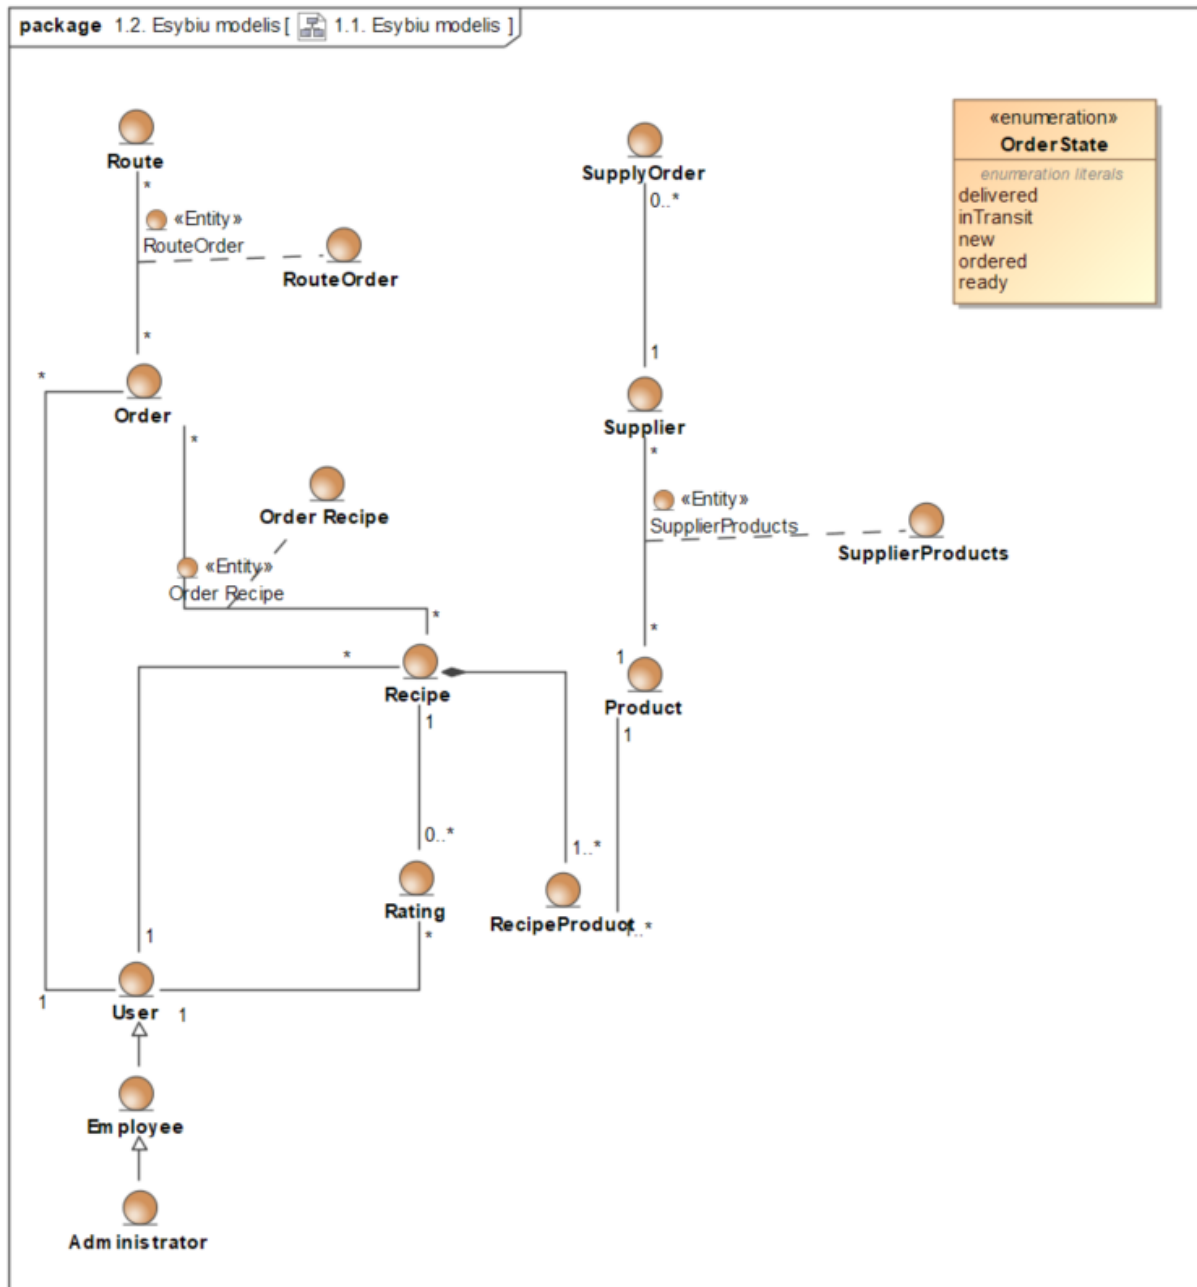 package 1.2. Esybiu modelis [ 1.1. Esybiu modelis ]
Route
*
«Entity»
RouteOrder
RouteOrder
*
*
Order
*
Order Recipe
«Entity»
Order Recipe
*
*
Recipe
1
0..*
Rating
*
1..*
RecipeProduct
1
1
User
1
Employee
Administrator
SupplyOrder
0..*
1
Supplier
*
«Entity»
SupplierProducts
SupplierProducts
*
1
Product
1
1..*
«enumeration»
OrderState
enumeration literals
delivered
inTransit
new
ordered
ready